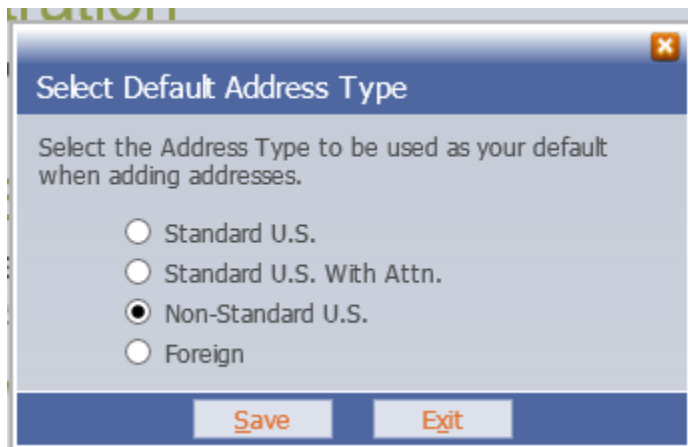 Select Default Address Type
Select the Address Type to be used as your default
when adding addresses.
Standard U.S.
Standard U.S. With Attn.
Non-Standard U.S.
Foreign
Save
Exit